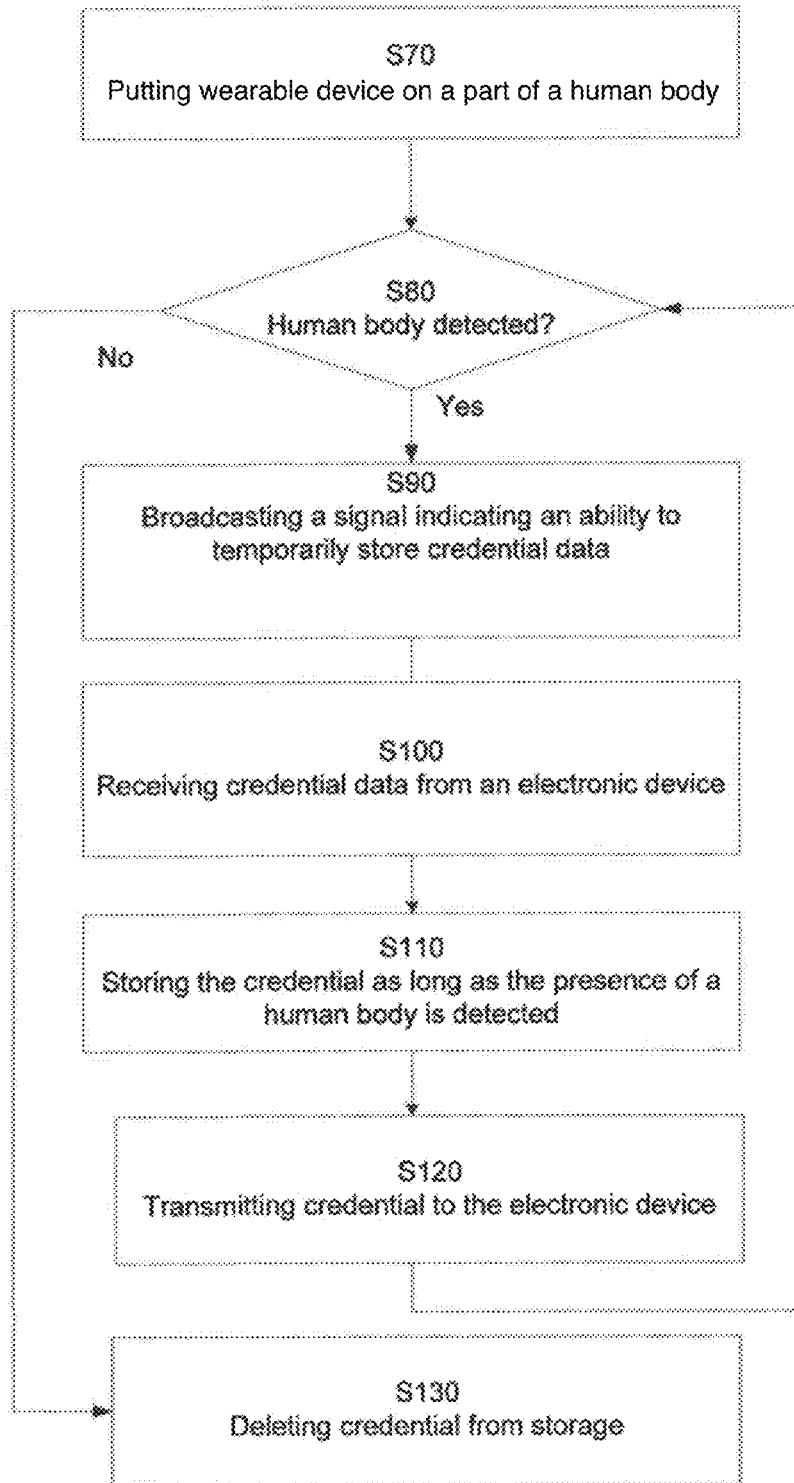 S70
Putting wearable device on a part of a human body
S80
Human body detected?
No
Yes
S90
Broadcasting a signal indicating an ability to
temporarily store credential data
S100
Receiving credential data from an electronic device
S110
Storing the credential as long as the presence of a
human body is detected
S120
Transmitting credential to the electronic device
S130
Deleting credential from storage